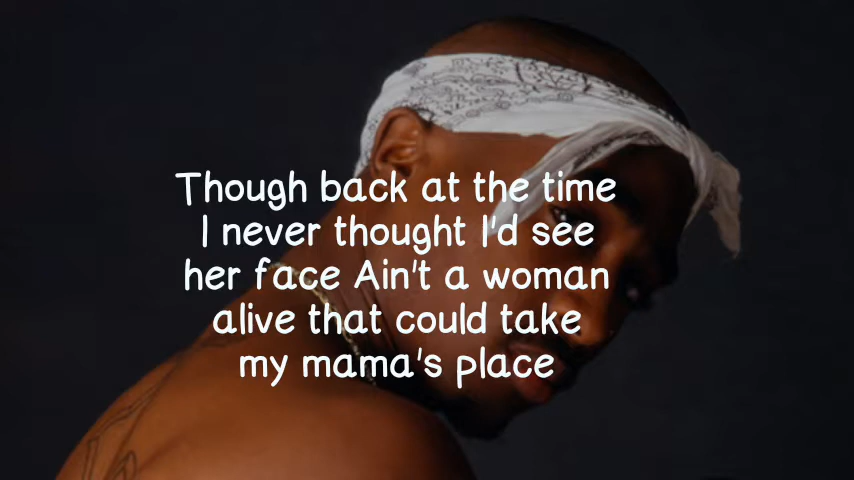 Though back at the time
I never thought I'd see
her face Ain't a woman
alive that could take
my mama's place